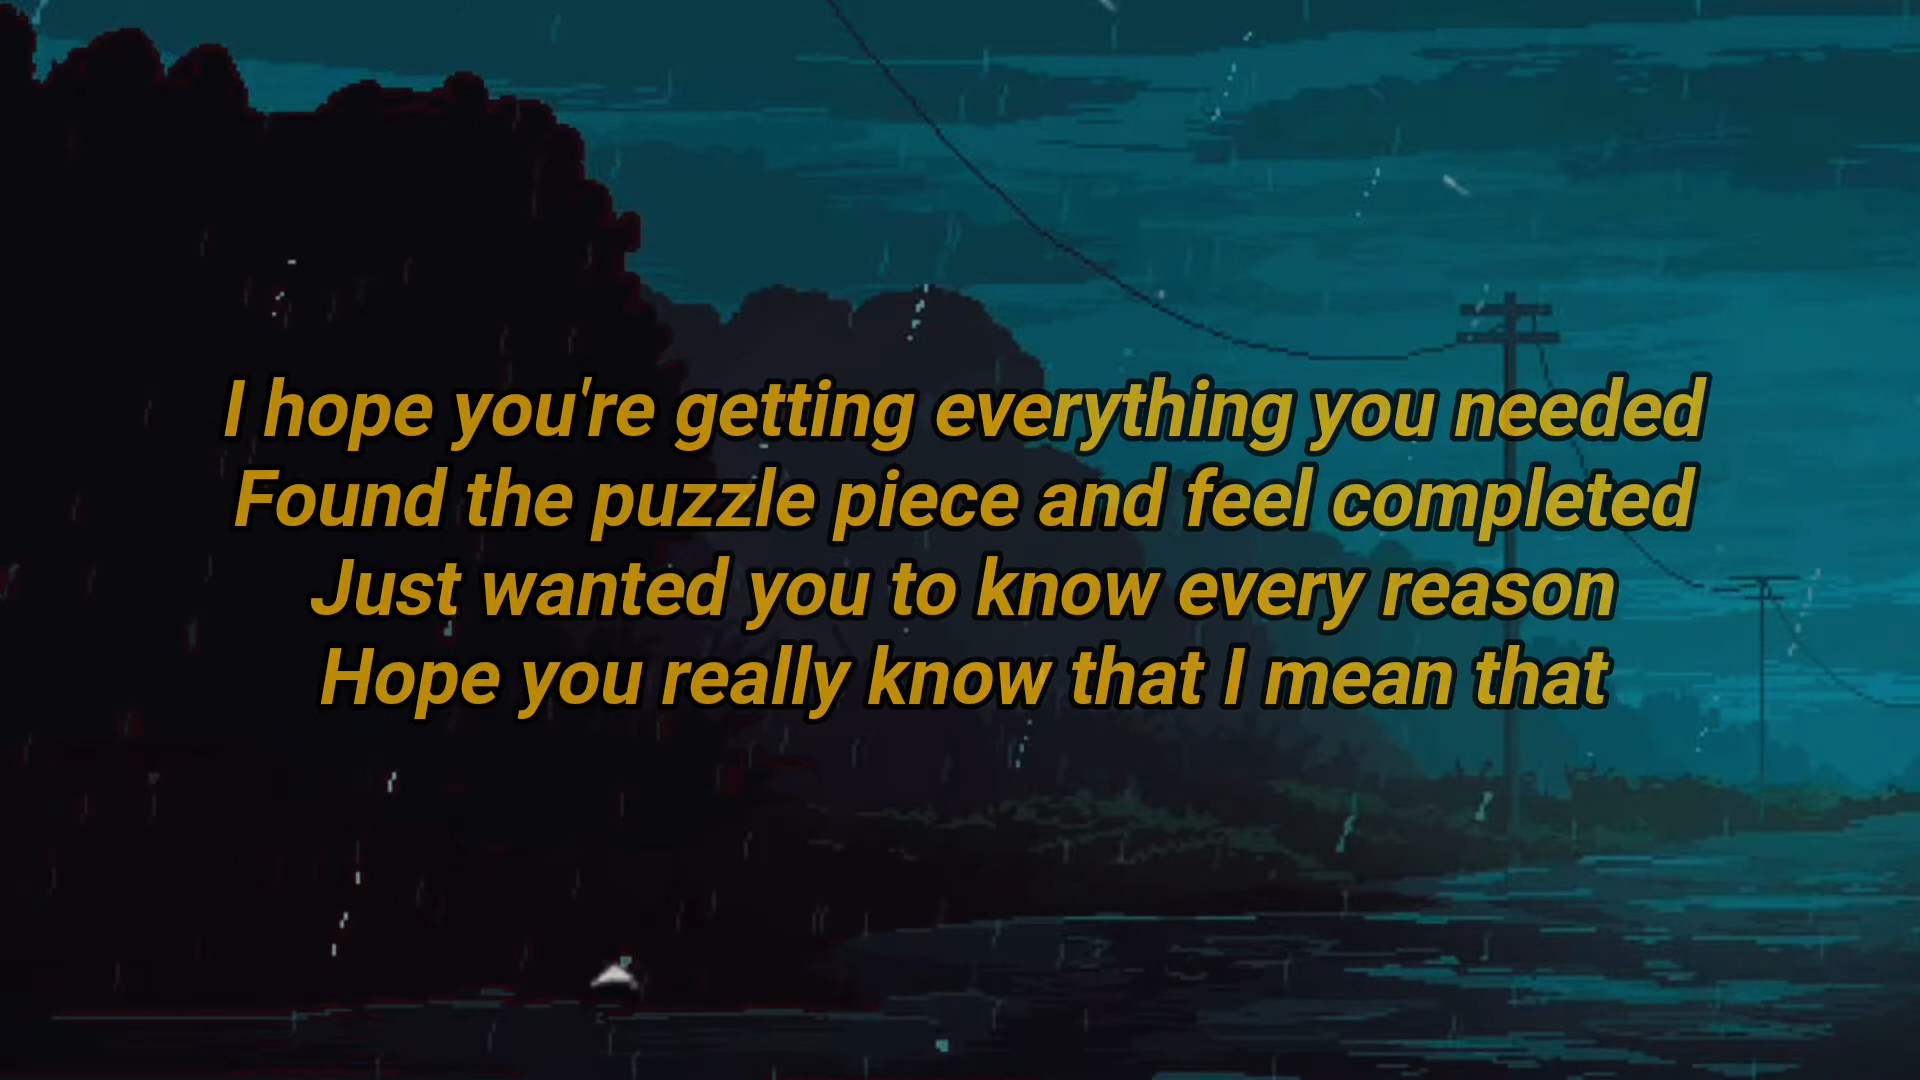 I hope you're getting everything you needed
Found the puzzle piece and feel completed
Just wanted you to know every reason
Hope you really know that I mean that